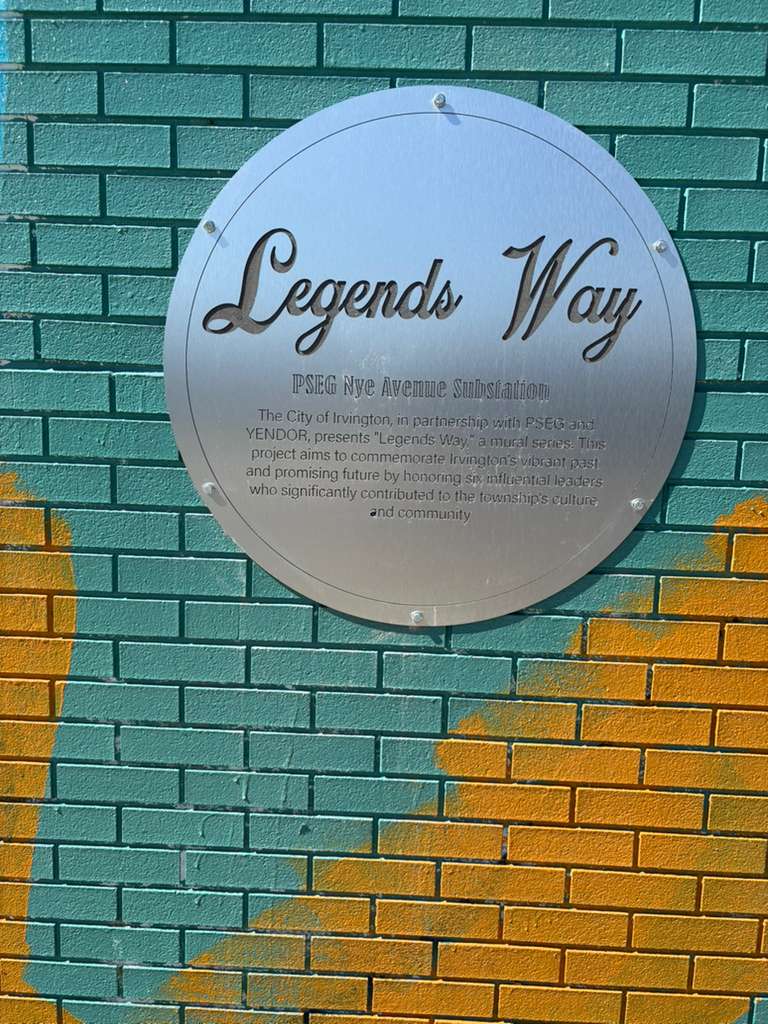 Legends Way
PSEG Nye Avenue Substation
The City of Irvington, in partnership with PSEG and
YENDOR, presents "Legends Way," a mural series. This
project aims to commemorate Irvington's vibrant past
and promising future by honoring six influential leaders
who significantly contributed to the township's culture
and community